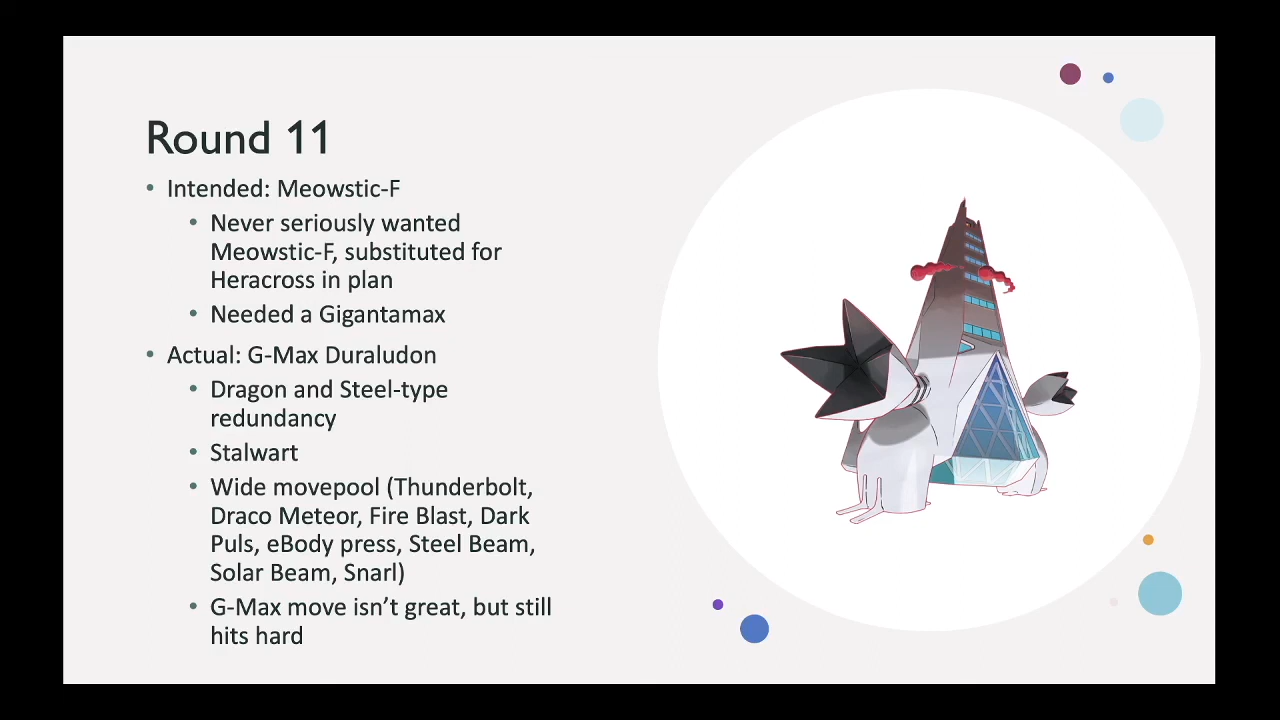 Round 11
• Intended: Meowstic-F
• Never seriously wanted
Meowstic-F, substituted for
Heracross in plan
• Needed a Gigantamax
• Actual: G-Max Duraludon
• Dragon and Steel-type
redundancy
• Stalwart
• Wide movepool (Thunderbolt,
Draco Meteor, Fire Blast, Dark
Puls, eBody press, Steel Beam,
Solar Beam, Snarl)
• G-Max move isn’t great, but still
hits hard